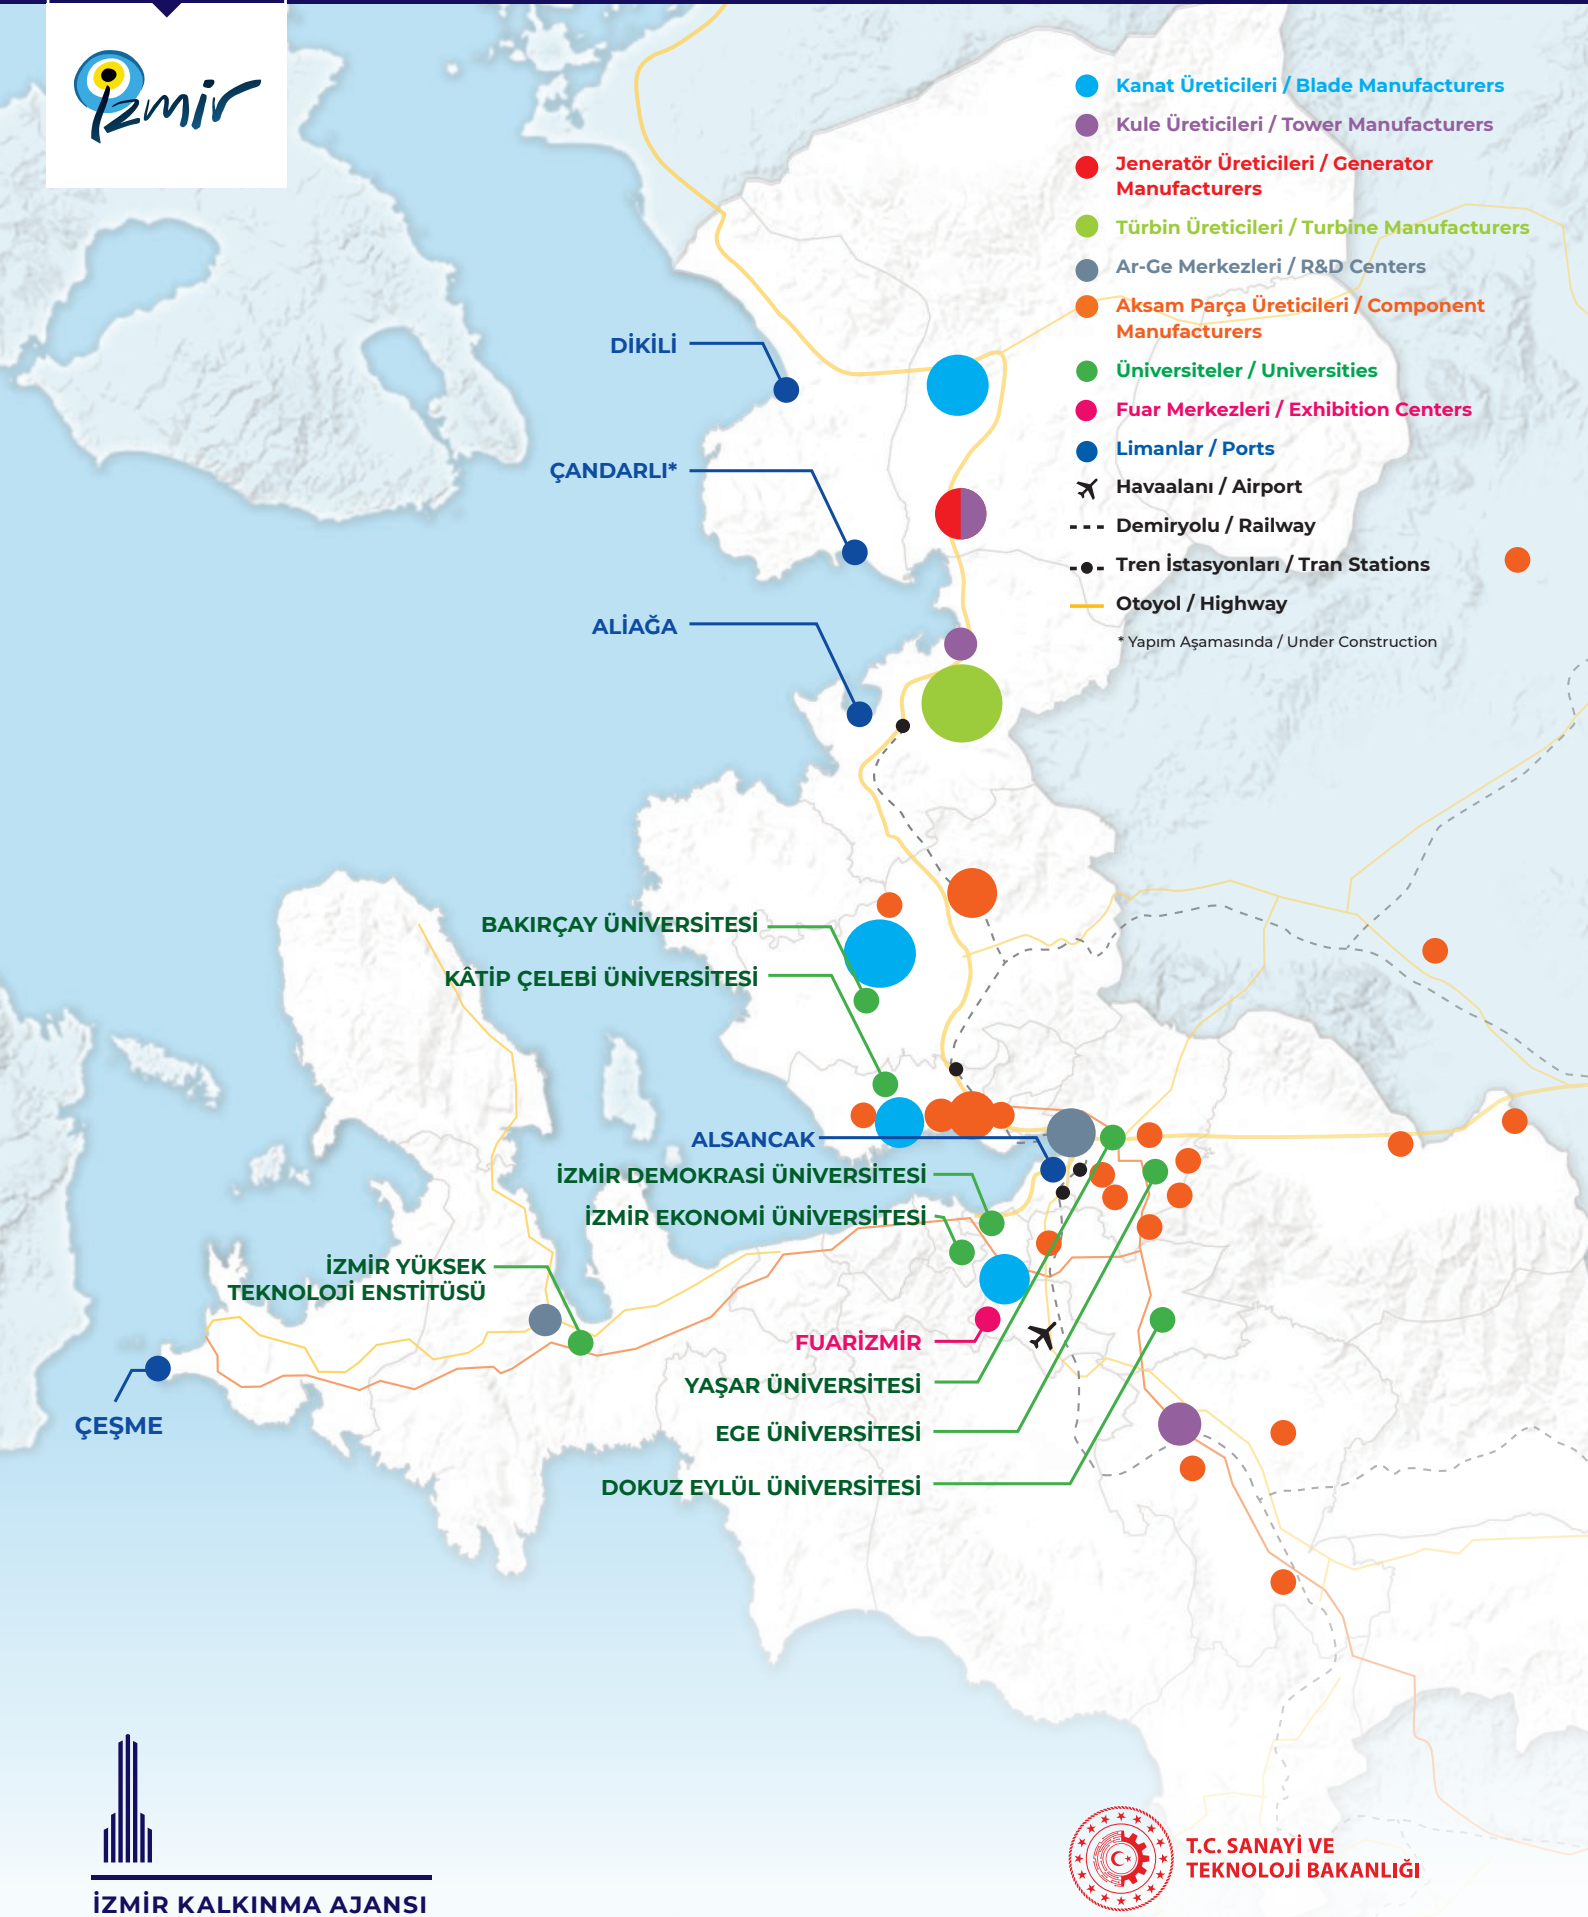 izmir
Kanat Üreticileri / Blade Manufacturers
Kule Üreticileri / Tower Manufacturers
Jeneratör Üreticileri / Generator
Manufacturers
Türbin Üreticileri / Turbine Manufacturers
Ar-Ge Merkezleri / R&D Centers
Aksam Parça Üreticileri / Component
Manufacturers
Üniversiteler / Universities
Fuar Merkezleri / Exhibition Centers
Limanlar / Ports
Havaalanı / Airport
Demiryolu / Railway
Tren İstasyonları / Tran Stations
Otoyol / Highway
* Yapım Aşamasında / Under Construction
DİKİLİ
ÇANDARLI*
ALİAĞA
BAKIRÇAY ÜNİVERSİTESİ
KÂTİP ÇELEBİ ÜNİVERSİTESİ
ALSANCAK
İZMİR DEMOKRASİ ÜNİVERSİTESİ
İZMİR EKONOMİ ÜNİVERSİTESİ
İZMİR YÜKSEK
TEKNOLOJİ ENSTİTÜSÜ
FUARİZMİR
YAŞAR ÜNİVERSİTESİ
ÇEŞME
EGE ÜNİVERSİTESİ
DOKUZ EYLÜL ÜNİVERSİTESİ
T.C. SANAYİ VE
TEKNOLOJİ BAKANLIĞI
İZMİR KALKINMA AJANSI